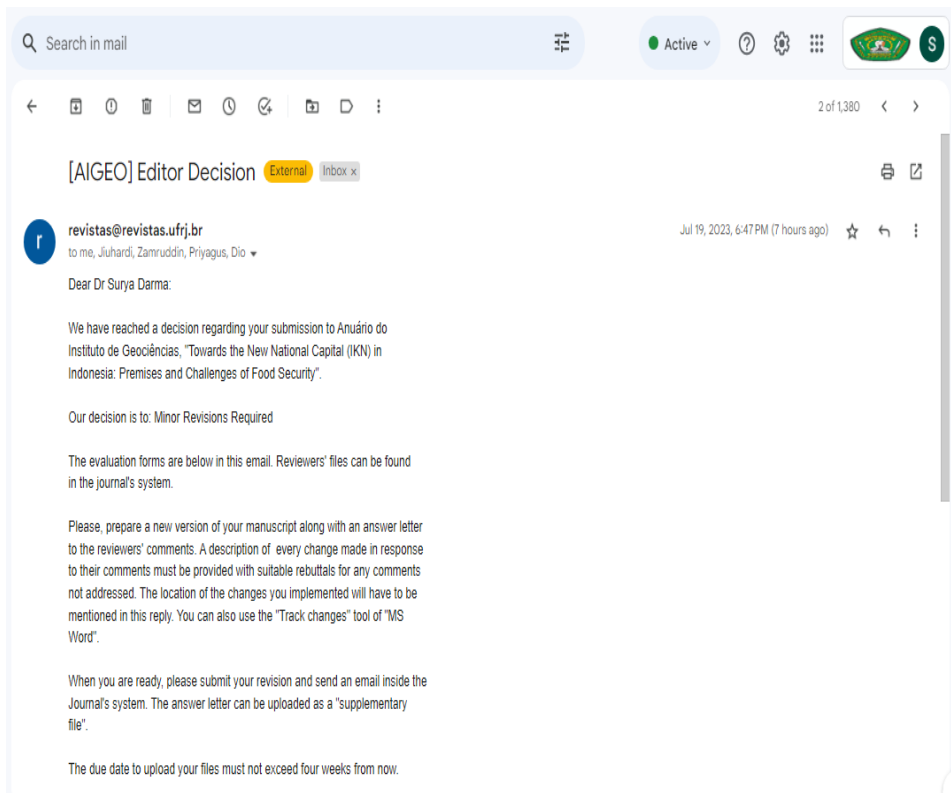 Search in mail
Active
S
2 of 1,380
[AIGEO] Editor Decision External Inbox x
r
revistas@revistas.ufrj.br
Jul 19, 2023, 6:47 PM (7 hours ago)
to me, Jiuhardi, Zamruddin, Priyagus, Dio
Dear Dr Surya Darma:
We have reached a decision regarding your submission to Anuário do
Instituto de Geociências, "Towards the New National Capital (IKN) in
Indonesia: Premises and Challenges of Food Security".
Our decision is to: Minor Revisions Required
The evaluation forms are below in this email. Reviewers' files can be found
in the journal's system.
Please, prepare a new version of your manuscript along with an answer letter
to the reviewers' comments. A description of  every change made in response
to their comments must be provided with suitable rebuttals for any comments
not addressed. The location of the changes you implemented will have to be
mentioned in this reply. You can also use the "Track changes" tool of "MS
Word".
When you are ready, please submit your revision and send an email inside the
Journal's system. The answer letter can be uploaded as a "supplementary
file".
The due date to upload your files must not exceed four weeks from now.